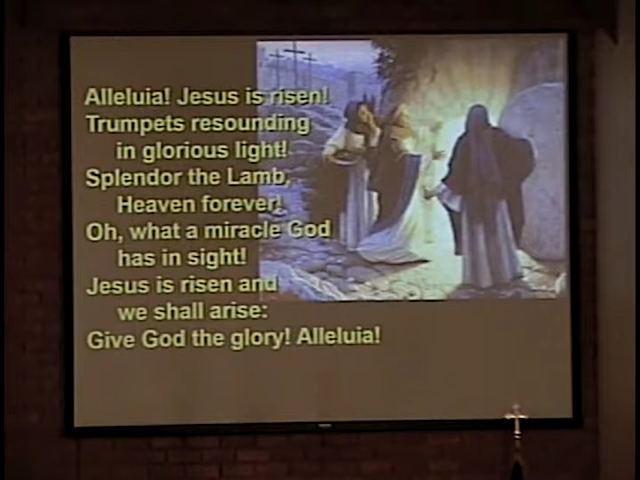 Alleluia! Jesus is risen!
Trumpets resounding
in glorious light!
Splendor the Lamb,
Heaven forever!
Oh, what a miracle God
has in sight!
Jesus is risen and
we shall arise:
Give God the glory! Alleluia!